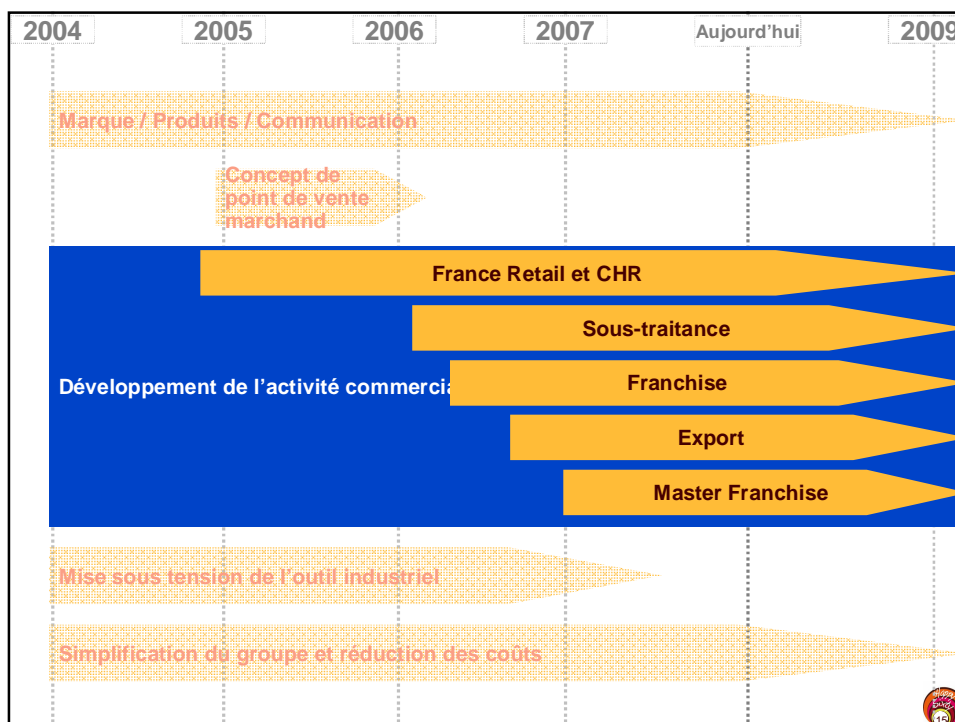 2004 2005 2006 2007 Aujourd'hui 2009
Marque / Produits / Communication
Concept de
point de vente
marchand
France Retail et CHR
Sous-traitance
Développement de l'activité commercia
Franchise
Export
Master Franchise
Mise sous tension de l'outil industriel
Simplification du groupe et réduction des coûts
15